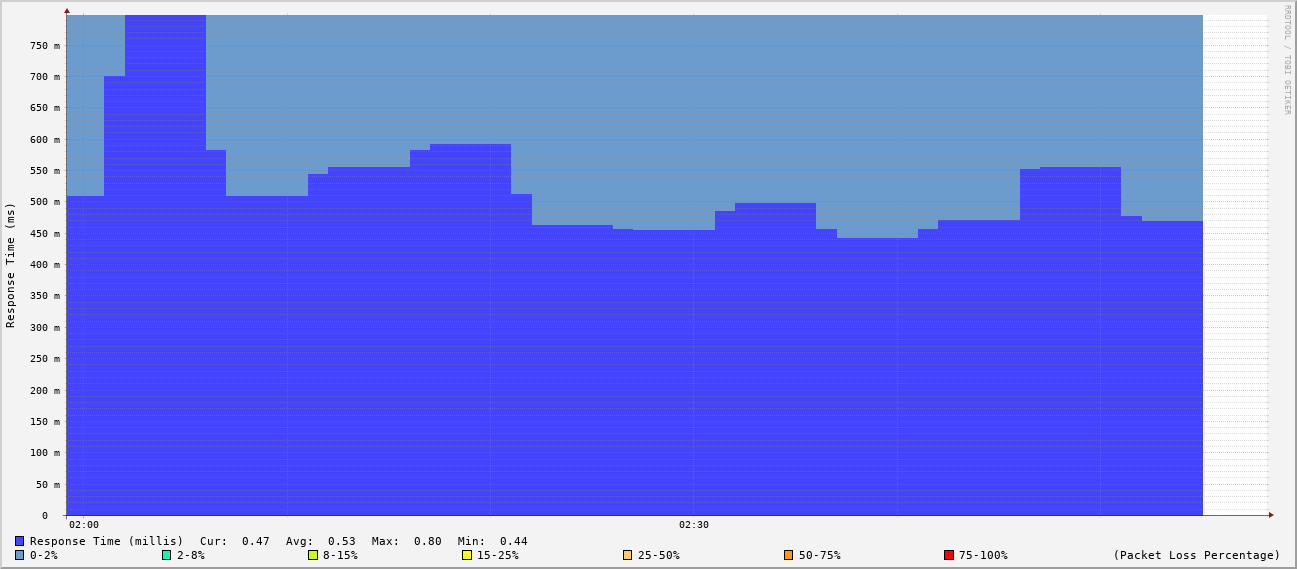 RRDTOOL / TOBI OETIKER
Response Time (ms)
750 m
700 m
650 m
600 m
550 m
500 m
450 m
400 m
350 m
300 m
250 m
200 m
150 m
100 m
50 m
0
02:00 02:30
Response Time (millis) Cur: 0.47 Avg: 0.53 Max: 0.80 Min: 0.44
0-2% 2-8% 8-15% 15-25% 25-50% 50-75% 75-100% (Packet Loss Percentage)